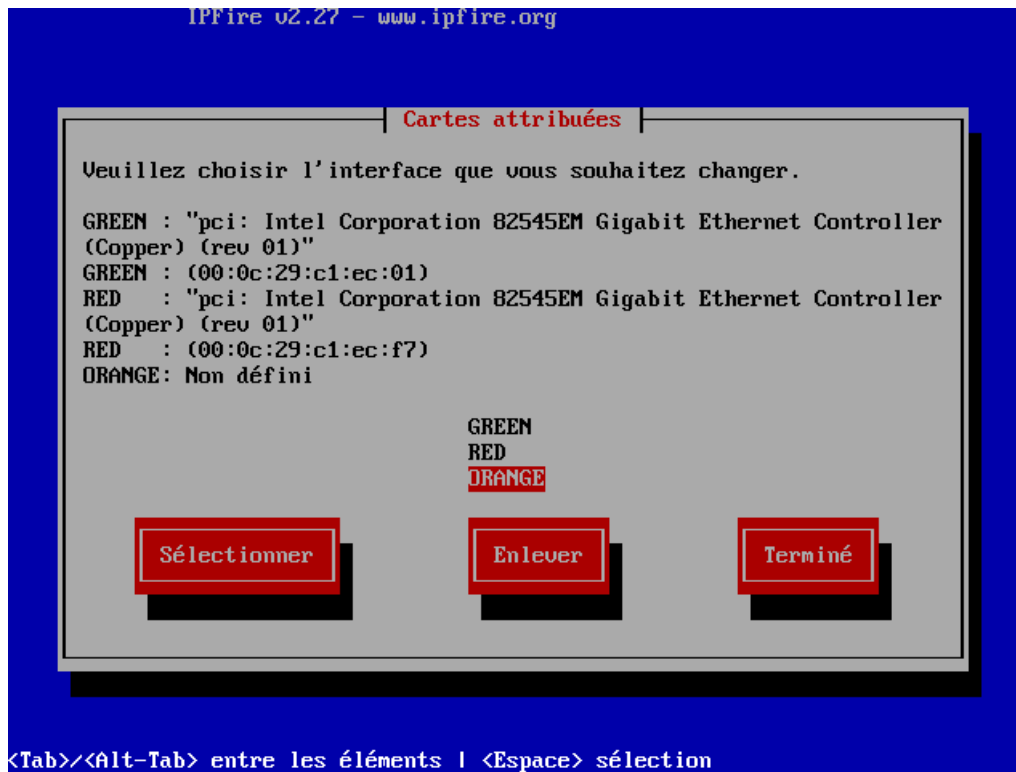 IPFire v2.27 - www.ipfire.org
Cartes attribuées
Veuillez choisir l'interface que vous souhaitez changer.
GREEN : "pci: Intel Corporation 82545EM Gigabit Ethernet Controller
(Copper) (rev 01)"
GREEN : (00:0c:29:c1:ec:01)
RED   : "pci: Intel Corporation 82545EM Gigabit Ethernet Controller
(Copper) (rev 01)"
RED   : (00:0c:29:c1:ec:f7)
ORANGE: Non défini
GREEN
RED
ORANGE
Sélectionner Enlever Terminé
<Tab>/<Alt-Tab> entre les éléments | <Espace> sélection